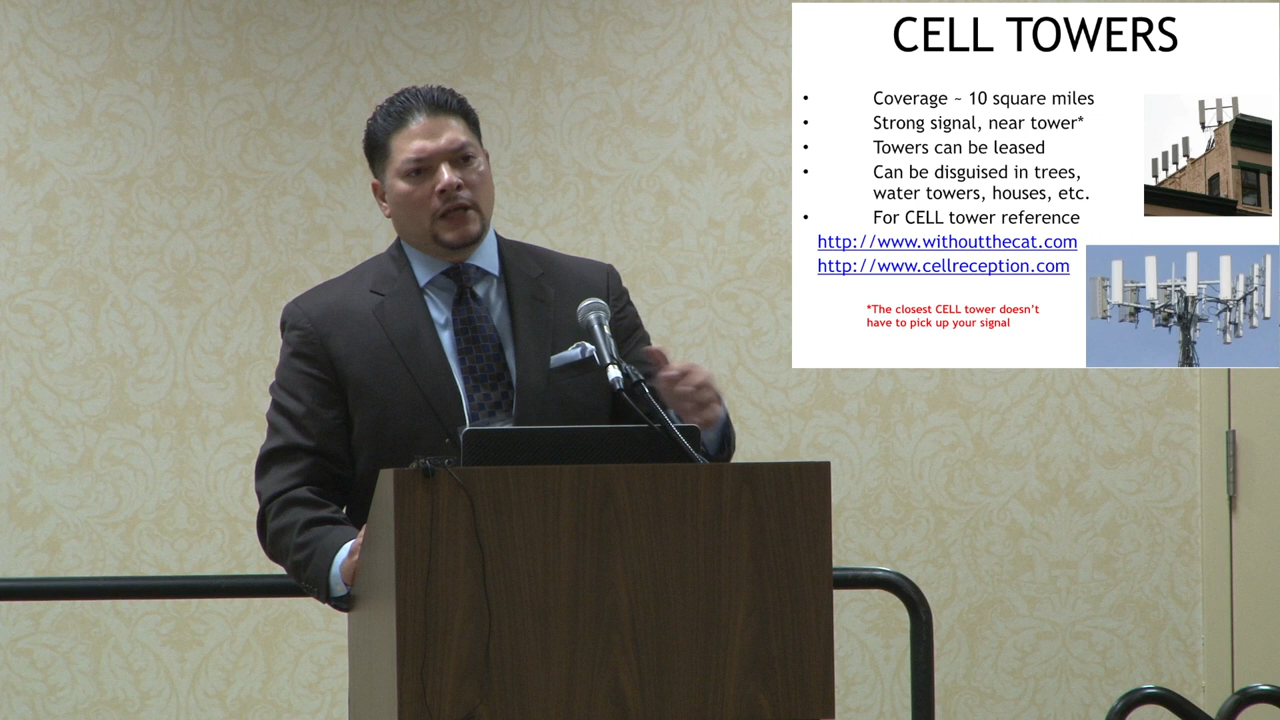 CELL TOWERS
• Coverage ~ 10 square miles
• Strong signal, near tower*
• Towers can be leased
• Can be disguised in trees,
water towers, houses, etc.
• For CELL tower reference
http://www.withoutthecat.com
http://www.cellreception.com
*The closest CELL tower doesn't
have to pick up your signal